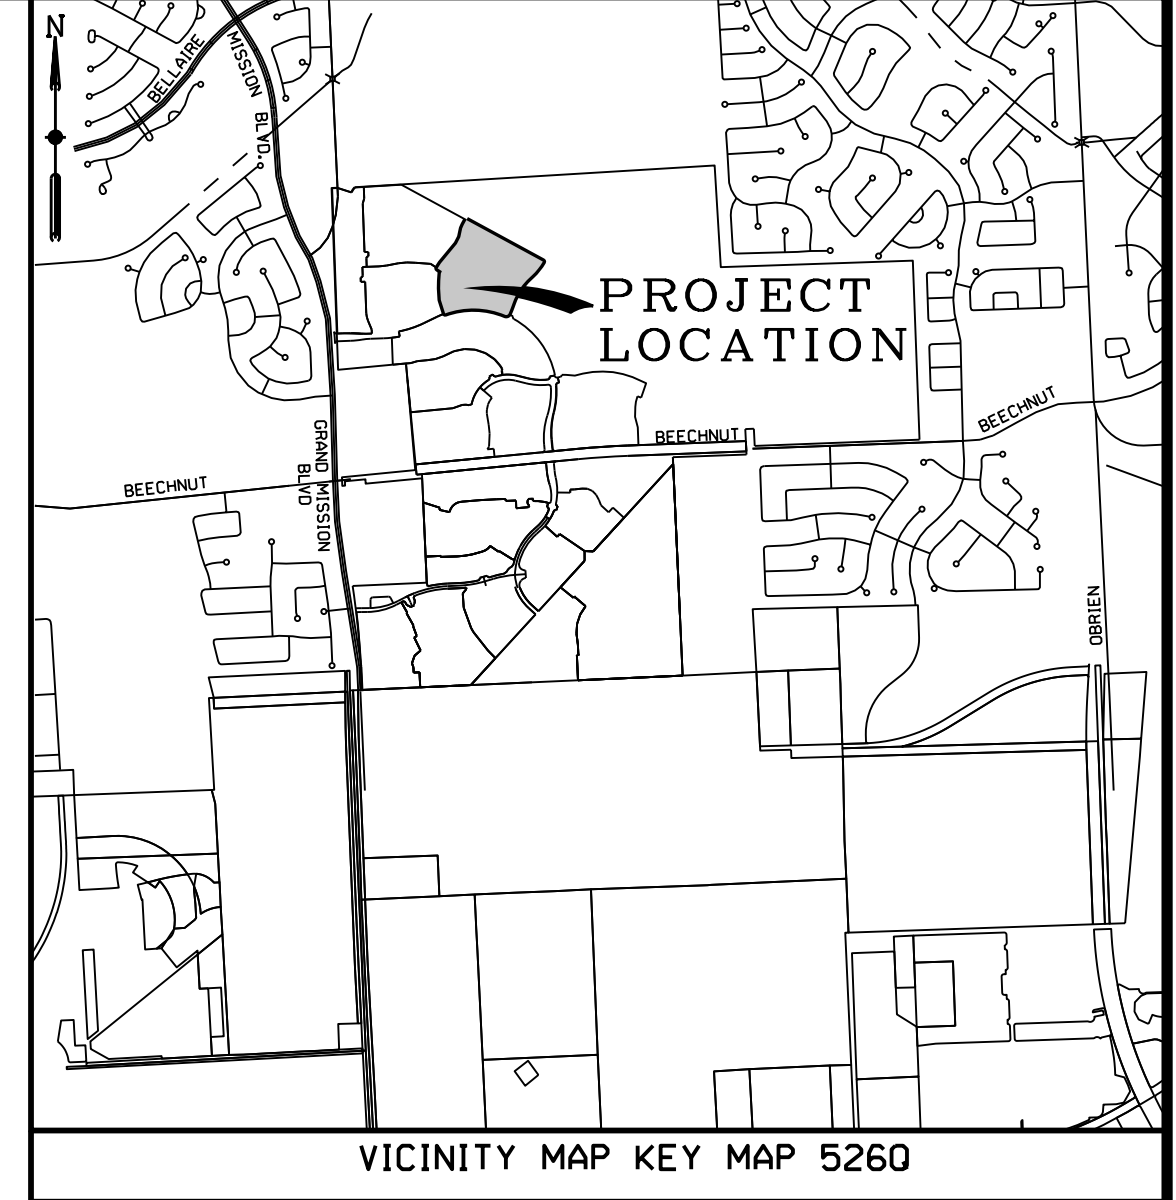 N
BELLAIRE
MISSION BLVD.
PROJECT
LOCATION
BEECHNUT
BEECHNUT
GRAND MISSION
BLVD
BEECHNUT
OBRIEN
VICINITY MAP KEY MAP 526Q